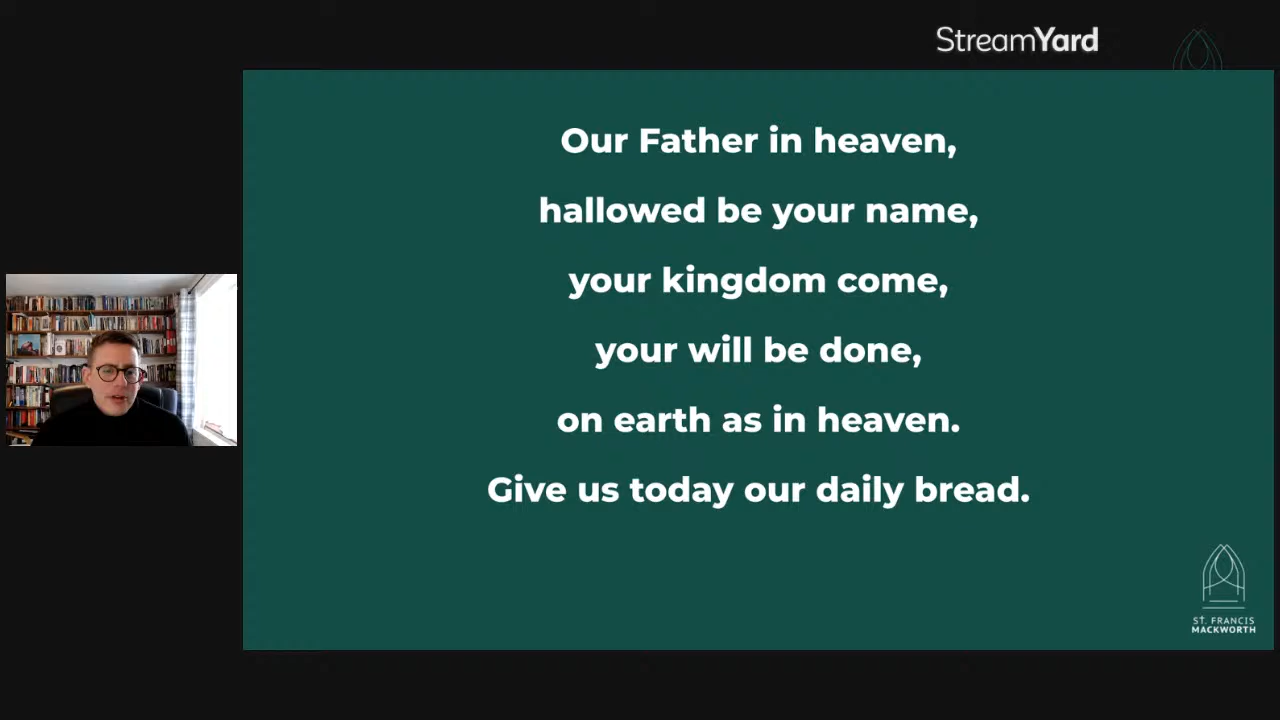 StreamYard
Our Father in heaven,
hallowed be your name,
your kingdom come,
your will be done,
on earth as in heaven.
Give us today our daily bread.
ST. FRANCIS
MACKWORTH